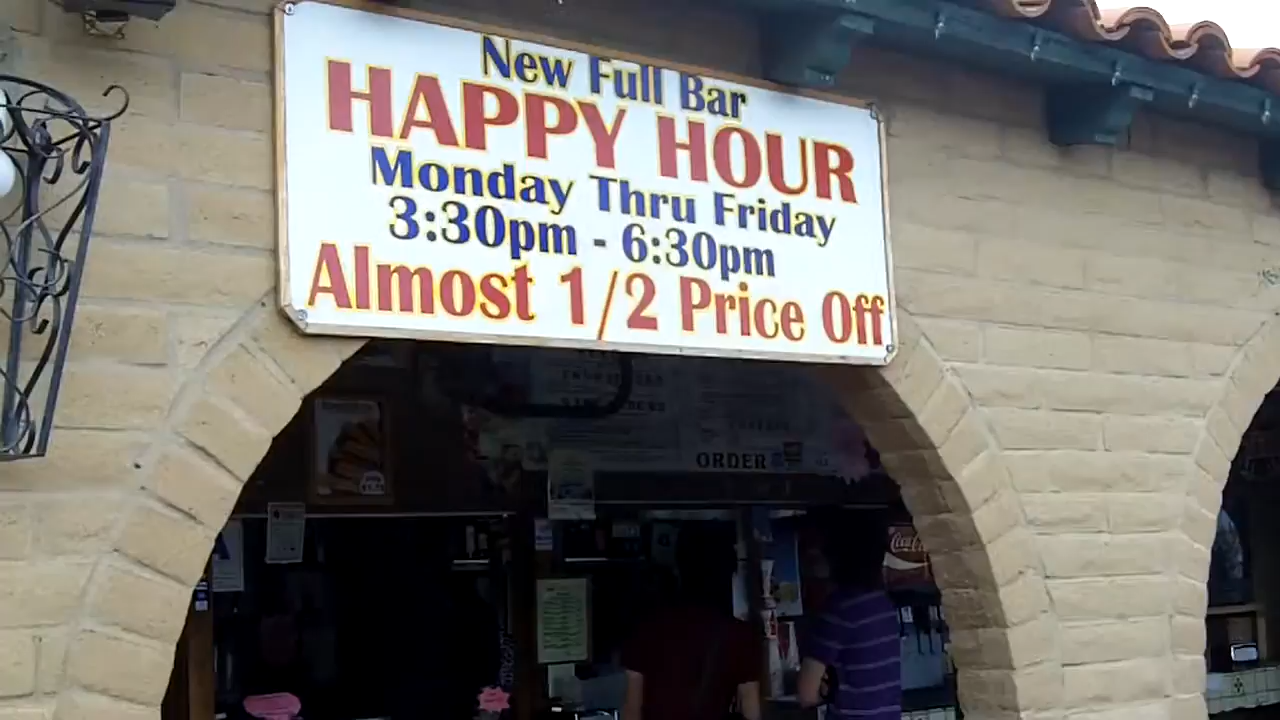 New Full Bar
HAPPY HOUR
Monday Thru Friday
3:30pm - 6:30pm
Almost 1/2 Price Off
ORDER
Coca-Cola